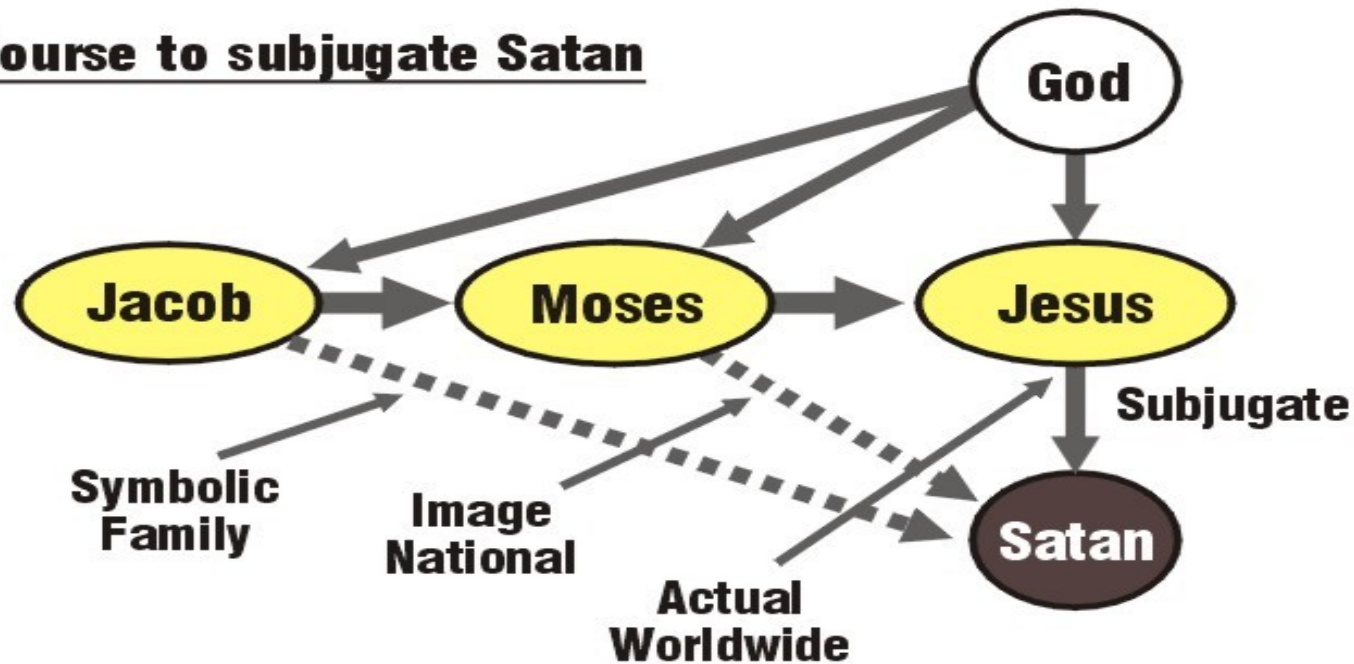 ourse to subjugate Satan
God
Jacob
Moses
Jesus
Subjugate
Symbolic
Family
Image
National
Satan
Actual
Worldwide